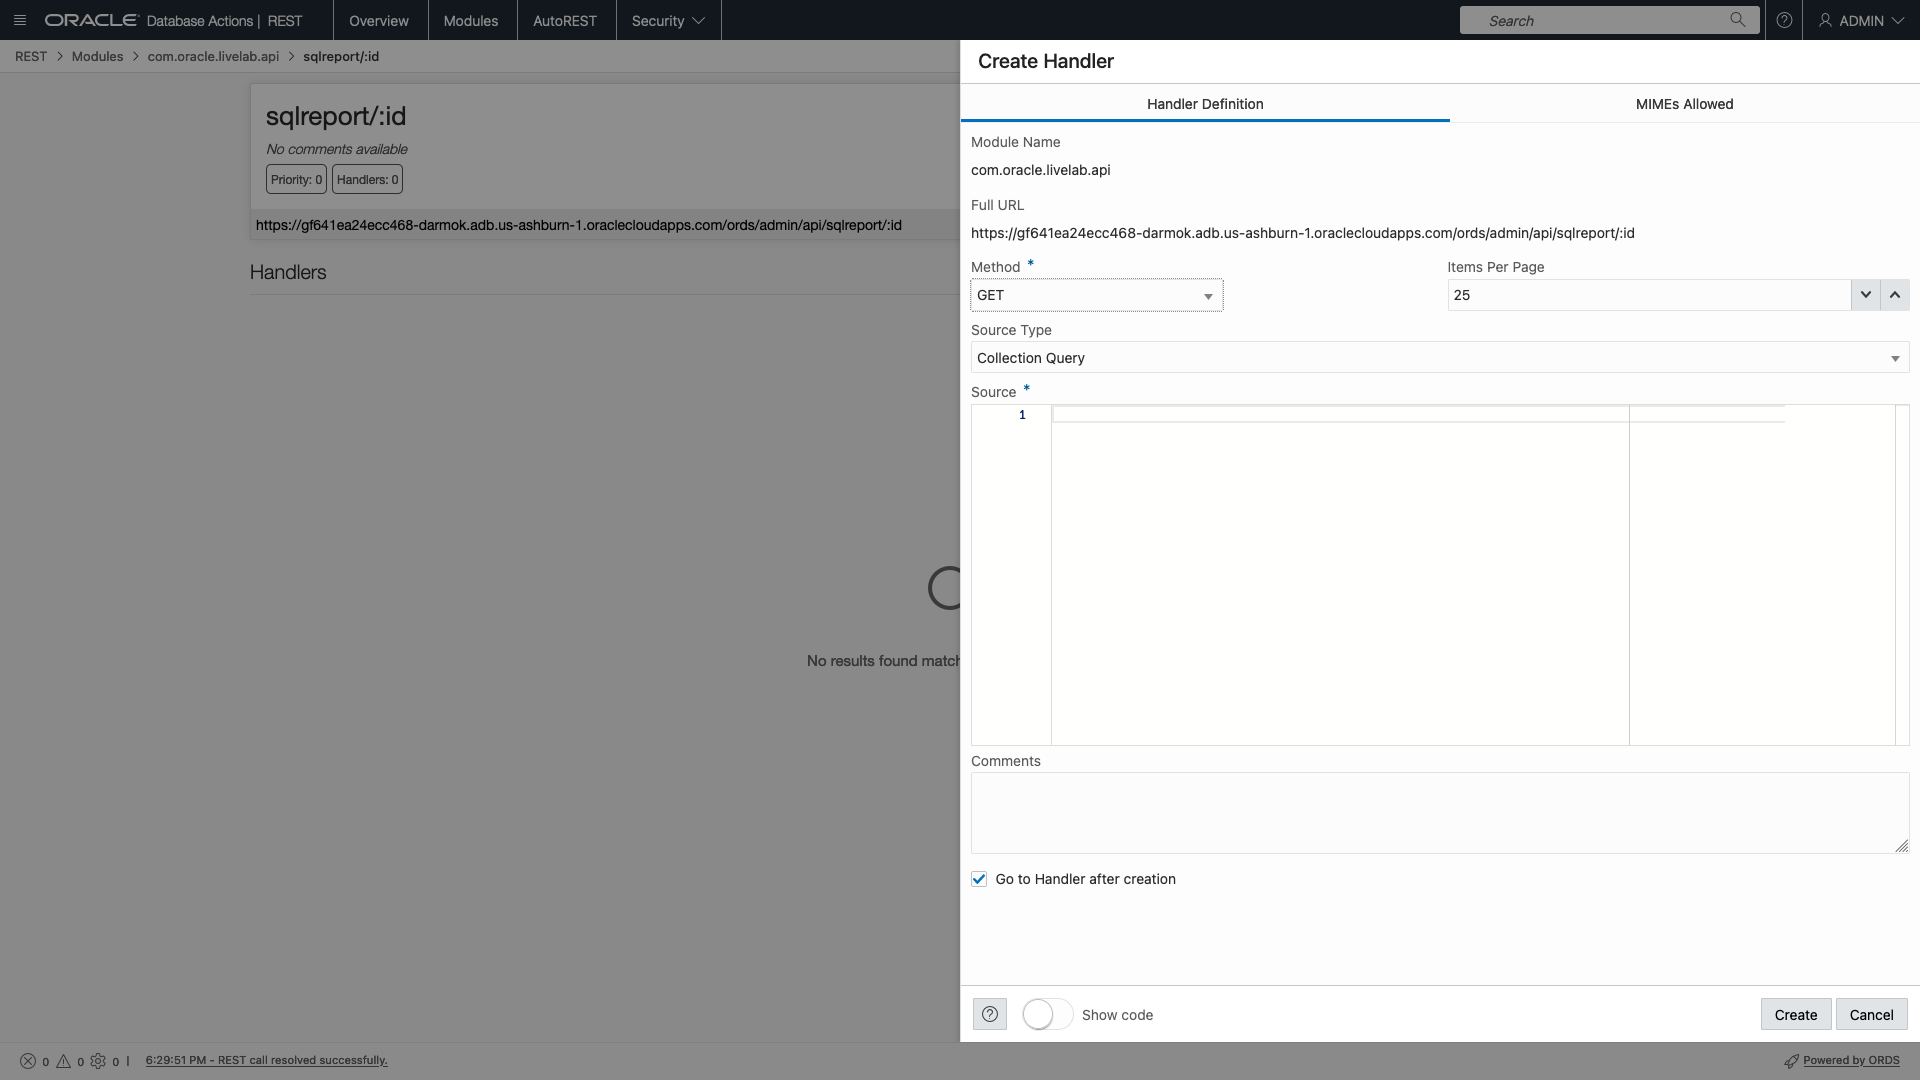 ORACLE Database Actions | REST
Overview
Modules
AutoREST
Security
Search
ADMIN
REST > Modules > com.oracle.livelab.api > sqlreport/:id
sqlreport/:id
No comments available
Priority: 0
Handlers: 0
https://gf641ea24ecc468-darmok.adb.us-ashburn-1.oraclecloudapps.com/ords/admin/api/sqlreport/:id
Handlers
No results found match
Create Handler
Handler Definition
MIMEs Allowed
Module Name
com.oracle.livelab.api
Full URL
https://gf641ea24ecc468-darmok.adb.us-ashburn-1.oraclecloudapps.com/ords/admin/api/sqlreport/:id
Method *
Items Per Page
GET
25
Source Type
Collection Query
Source *
1
Comments
Go to Handler after creation
Show code
Create
Cancel
0 0 0 | 6:29:51 PM - REST call resolved successfully.
Powered by ORDS